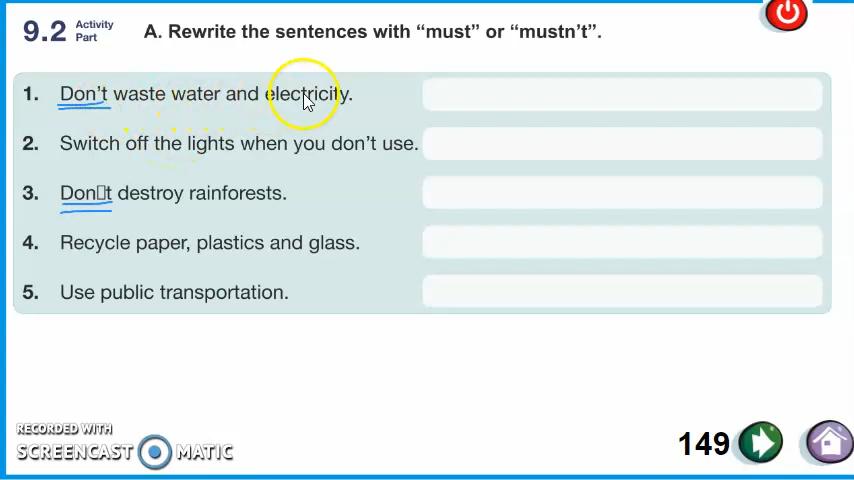 9.2 Activity Part
A. Rewrite the sentences with “must” or “mustn’t”.
1. Don’t waste water and electricity.
2. Switch off the lights when you don’t use.
3. Don□t destroy rainforests.
4. Recycle paper, plastics and glass.
5. Use public transportation.
RECORDED WITH
SCREENCAST MATIC
149